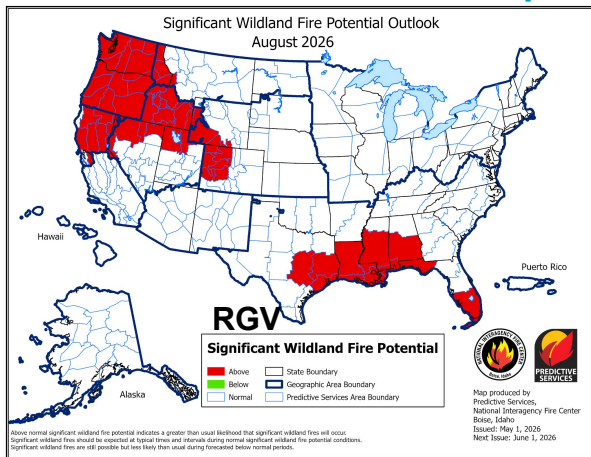 Significant Wildland Fire Potential Outlook
August 2026
Hawaii
Puerto Rico
Alaska
RGV
Significant Wildland Fire Potential
Above
Below
Normal
State Boundary
Geographic Area Boundary
Predictive Services Area Boundary
NATIONAL INTERAGENCY FIRE CENTER
Boise, Idaho
PREDICTIVE
SERVICES
Map produced by
Predictive Services,
National Interagency Fire Center
Boise, Idaho
Issued: May 1, 2026
Next Issue: June 1, 2026
Above normal significant wildland fire potential indicates a greater than usual likelihood that significant wildland fires will occur.
Significant wildland fires should be expected at typical times and intervals during normal significant wildland fire potential conditions.
Significant wildland fires are still possible but less likely than usual during forecasted below normal periods.